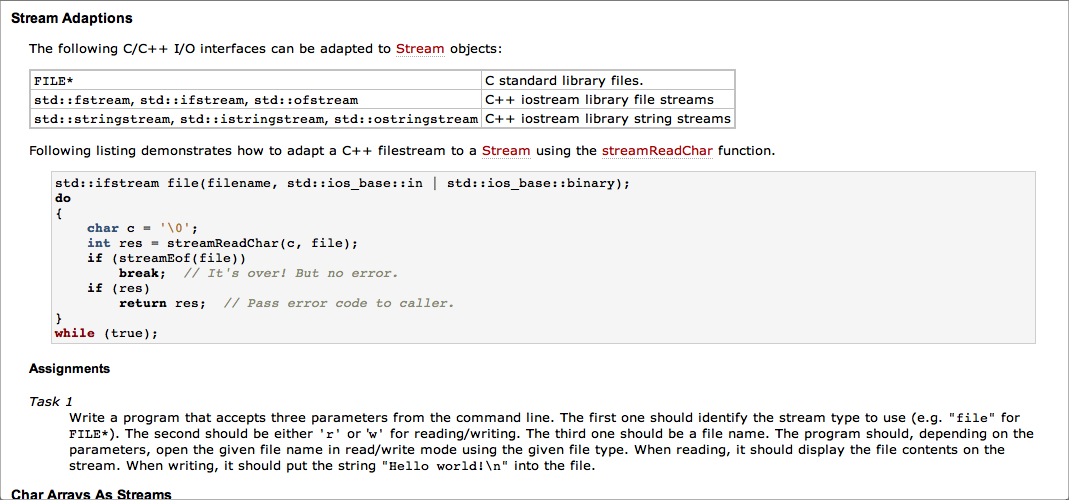 Stream Adaptions
The following C/C++ I/O interfaces can be adapted to Stream objects:
FILE* C standard library files.
std::fstream, std::ifstream, std::ofstream C++ iostream library file streams
std::stringstream, std::istringstream, std::ostringstream C++ iostream library string streams
Following listing demonstrates how to adapt a C++ filestream to a Stream using the streamReadChar function.
std::ifstream file(filename, std::ios_base::in | std::ios_base::binary);
do
{
    char c = '\0';
    int res = streamReadChar(c, file);
    if (streamEof(file))
        break;  // It's over! But no error.
    if (res)
        return res;  // Pass error code to caller.
}
while (true);
Assignments
Task 1
Write a program that accepts three parameters from the command line. The first one should identify the stream type to use (e.g. "file" for
FILE*). The second should be either 'r' or 'w' for reading/writing. The third one should be a file name. The program should, depending on the
parameters, open the given file name in read/write mode using the given file type. When reading, it should display the file contents on the
stream. When writing, it should put the string "Hello world!\n" into the file.
Char Arrays As Streams